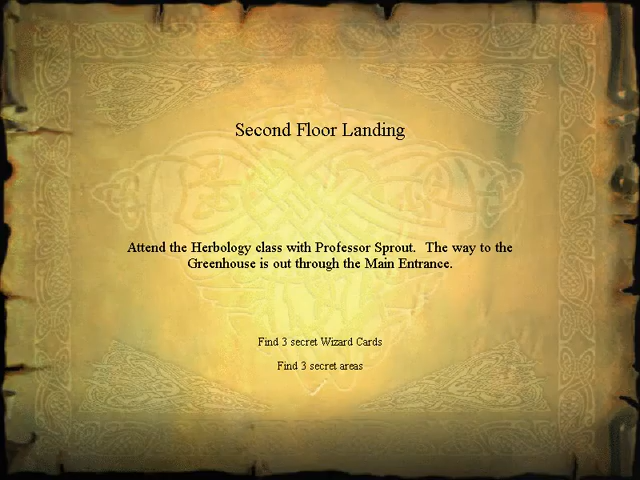 Second Floor Landing
Attend the Herbology class with Professor Sprout.  The way to the
Greenhouse is out through the Main Entrance.
Find 3 secret Wizard Cards
Find 3 secret areas